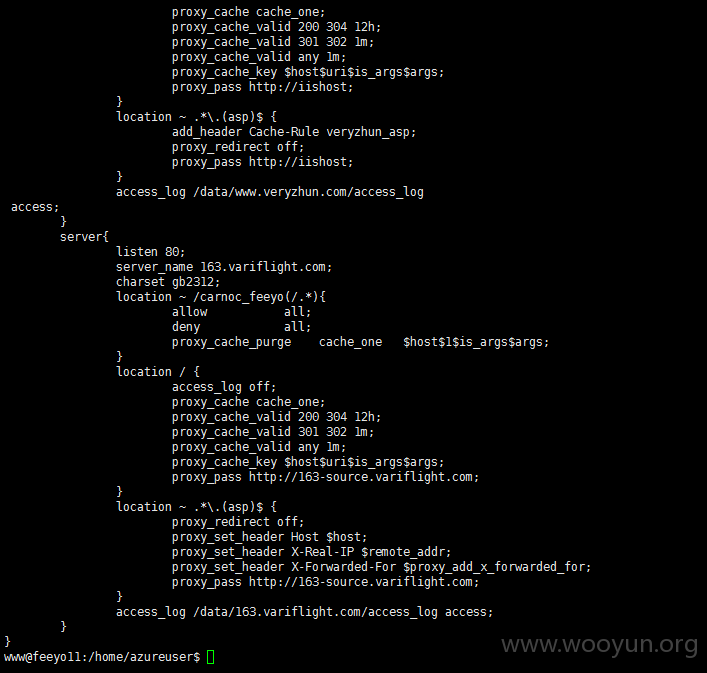 proxy_cache cache_one;
proxy_cache_valid 200 304 12h;
proxy_cache_valid 301 302 1m;
proxy_cache_valid any 1m;
proxy_cache_key $host$uri$is_args$args;
proxy_pass http://iishost;
}
location ~ .*\.(asp)$ {
add_header Cache-Rule veryzhun_asp;
proxy_redirect off;
proxy_pass http://iishost;
}
access_log /data/www.veryzhun.com/access_log
access;
}
server{
listen 80;
server_name 163.variflight.com;
charset gb2312;
location ~ /carnoc_feeyo(/.*){
allow all;
deny all;
proxy_cache_purge cache_one $host$1$is_args$args;
}
location / {
access_log off;
proxy_cache cache_one;
proxy_cache_valid 200 304 12h;
proxy_cache_valid 301 302 1m;
proxy_cache_valid any 1m;
proxy_cache_key $host$uri$is_args$args;
proxy_pass http://163-source.variflight.com;
}
location ~ .*\.(asp)$ {
proxy_redirect off;
proxy_set_header Host $host;
proxy_set_header X-Real-IP $remote_addr;
proxy_set_header X-Forwarded-For $proxy_add_x_forwarded_for;
proxy_pass http://163-source.variflight.com;
}
access_log /data/163.variflight.com/access_log access;
}
}
www@feeyo11:/home/azureuser$
www.wooyun.org